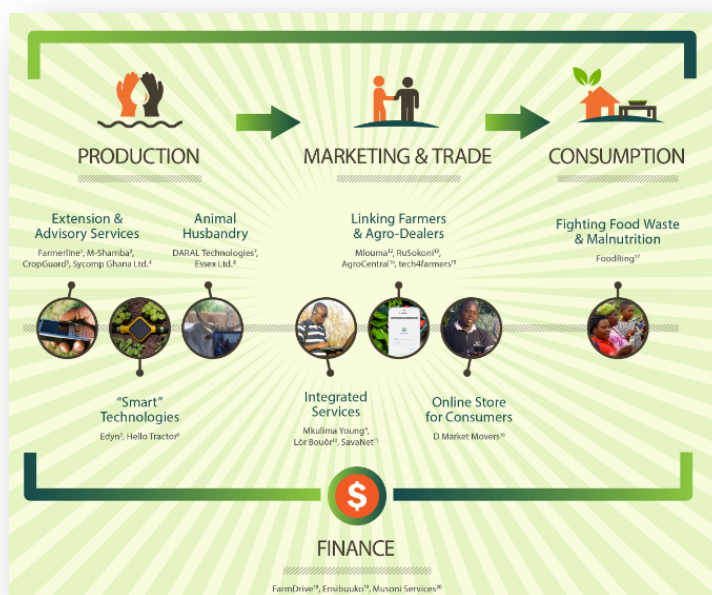 PRODUCTION
MARKETING & TRADE
CONSUMPTION
Extension &
Advisory Services
Farmerline¹, M-Shamba²,
CropGuard³, Sycomp Ghana Ltd.⁴
Animal
Husbandry
DARAL Technologies⁷,
Essex Ltd.⁸
Linking Farmers
& Agro-Dealers
Mlouma¹², RuSokoni¹³,
AgroCentral¹⁴, tech4farmers¹⁵
Fighting Food Waste
& Malnutrition
FoodRing¹⁷
“Smart”
Technologies
Edyn⁵, Hello Tractor⁶
Integrated
Services
Mkulima Young⁹,
Lôr Bouôr¹⁰, SavaNet¹¹
Online Store
for Consumers
D Market Movers¹⁶
$
FINANCE
FarmDrive¹⁸, Ensibuuko¹⁹, Musoni Services²⁰